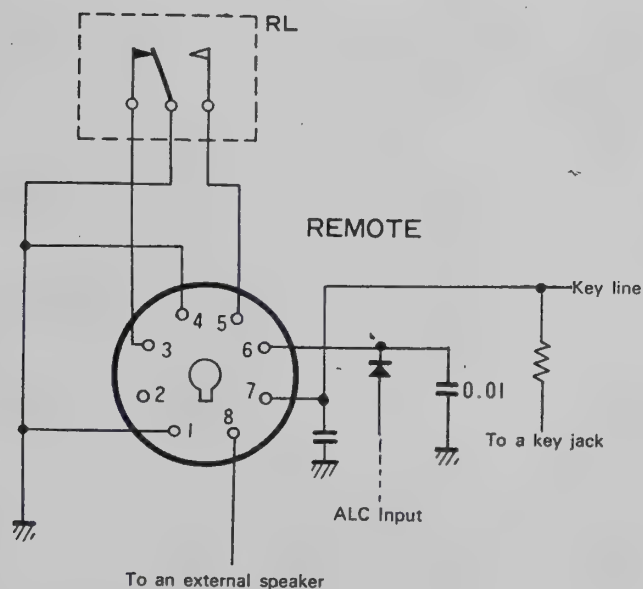 RL
REMOTE
4 5
3 6
Key line
2 7
0.01
1 8
To a key jack
ALC Input
To an external speaker